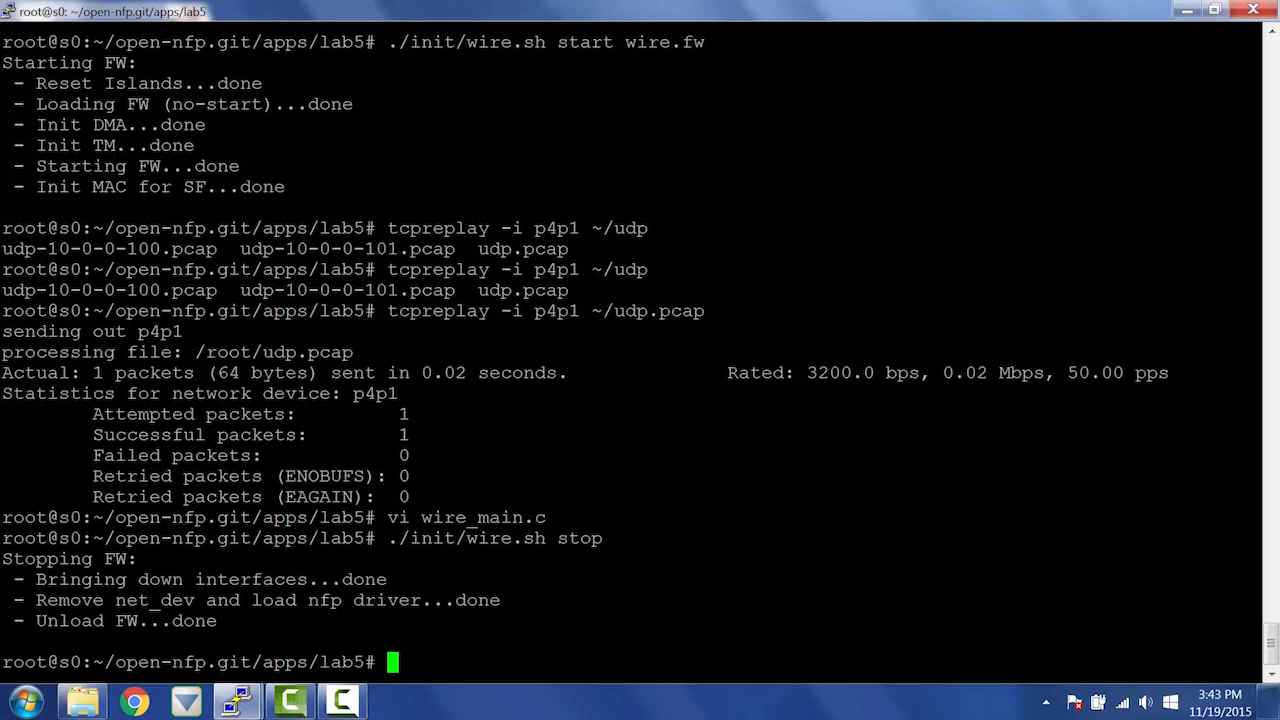 root@s0: ~/open-nfp.git/apps/lab5
root@s0:~/open-nfp.git/apps/lab5# ./init/wire.sh start wire.fw
Starting FW:
 - Reset Islands...done
 - Loading FW (no-start)...done
 - Init DMA...done
 - Init TM...done
 - Starting FW...done
 - Init MAC for SF...done
root@s0:~/open-nfp.git/apps/lab5# tcpreplay -i p4p1 ~/udp
udp-10-0-0-100.pcap  udp-10-0-0-101.pcap  udp.pcap
root@s0:~/open-nfp.git/apps/lab5# tcpreplay -i p4p1 ~/udp
udp-10-0-0-100.pcap  udp-10-0-0-101.pcap  udp.pcap
root@s0:~/open-nfp.git/apps/lab5# tcpreplay -i p4p1 ~/udp.pcap
sending out p4p1
processing file: /root/udp.pcap
Actual: 1 packets (64 bytes) sent in 0.02 seconds.              Rated: 3200.0 bps, 0.02 Mbps, 50.00 pps
Statistics for network device: p4p1
        Attempted packets:         1
        Successful packets:        1
        Failed packets:            0
        Retried packets (ENOBUFS): 0
        Retried packets (EAGAIN):  0
root@s0:~/open-nfp.git/apps/lab5# vi wire_main.c
root@s0:~/open-nfp.git/apps/lab5# ./init/wire.sh stop
Stopping FW:
 - Bringing down interfaces...done
 - Remove net_dev and load nfp driver...done
 - Unload FW...done
root@s0:~/open-nfp.git/apps/lab5#
3:43 PM
11/19/2015